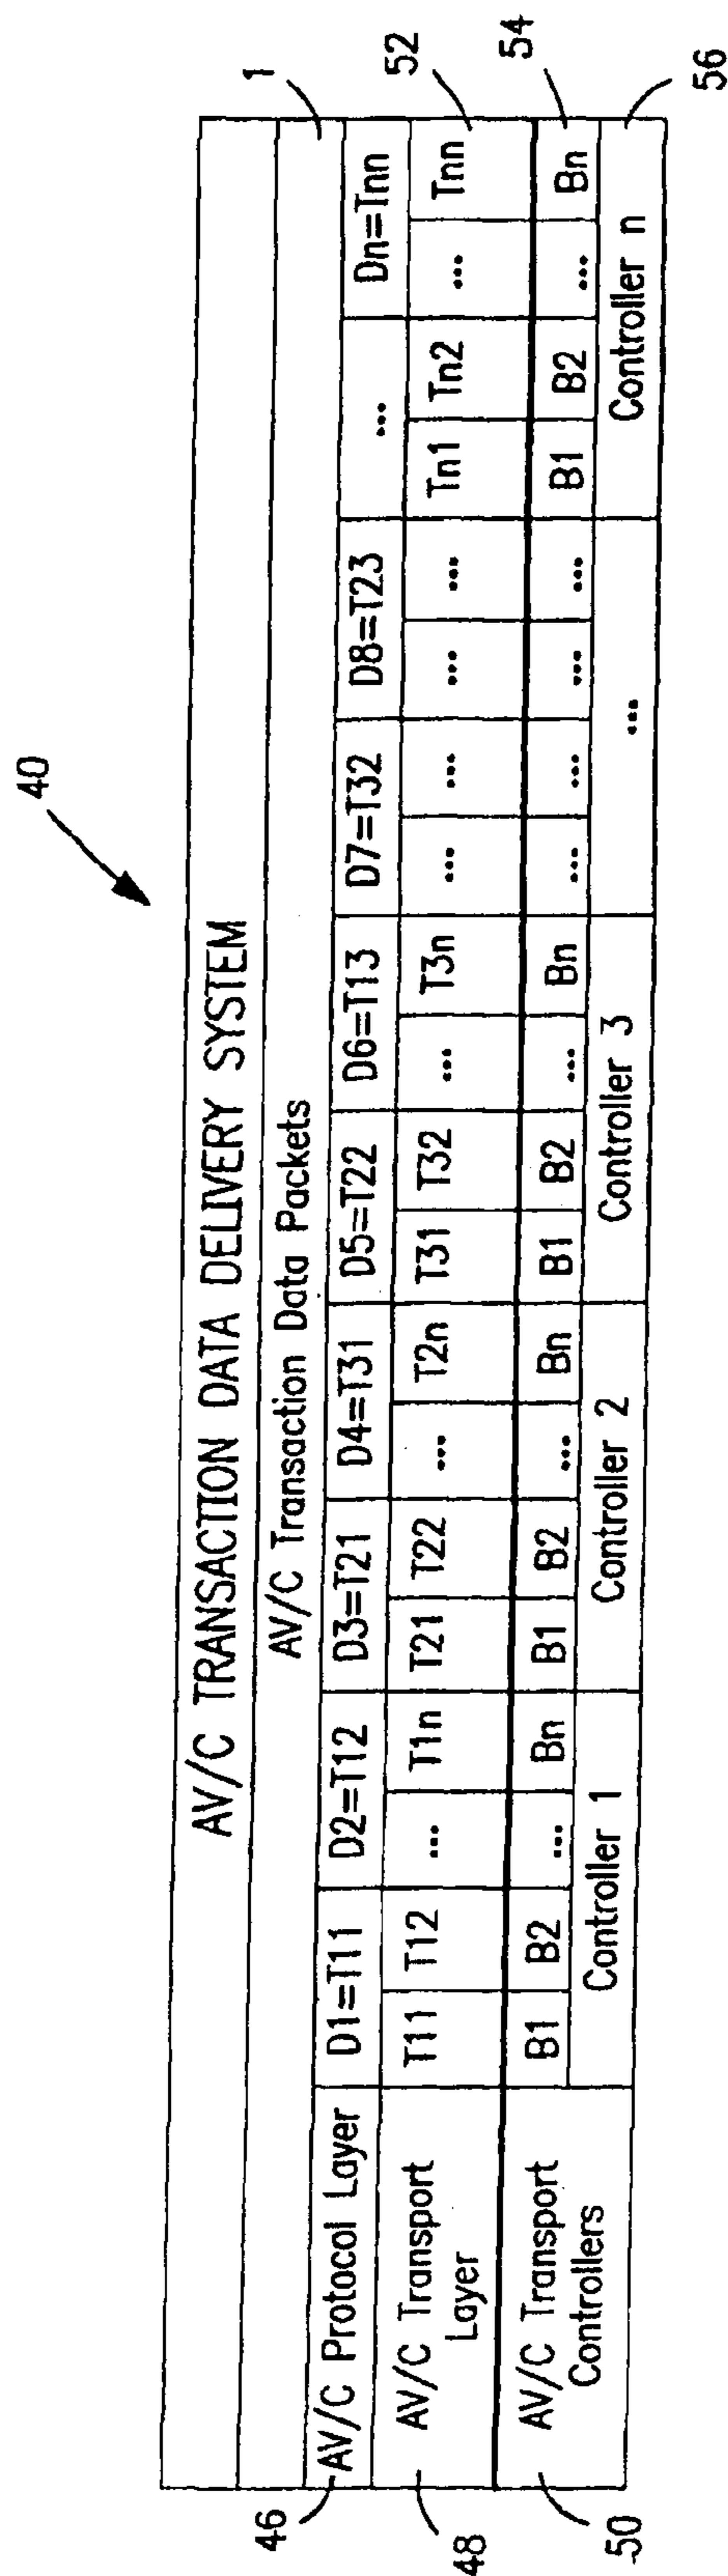 40
AV/C TRANSACTION DATA DELIVERY SYSTEM
AV/C Transaction Data Packets 1
46 AV/C Protocol Layer D1=T11 D2=T12 D3=T21 D4=T31 D5=T22 D6=T13 D7=T32 D8=T23 ... Dn=Tnn
48 AV/C Transport Layer T11 T12 ... T1n T21 T22 ... T2n T31 T32 ... T3n ... ... ... ... Tn1 Tn2 ... Tnn 52
50 AV/C Transport Controllers B1 B2 ... Bn B1 B2 ... Bn B1 B2 ... Bn ... ... ... ... B1 B2 ... Bn 54
Controller 1 Controller 2 Controller 3 ... Controller n 56